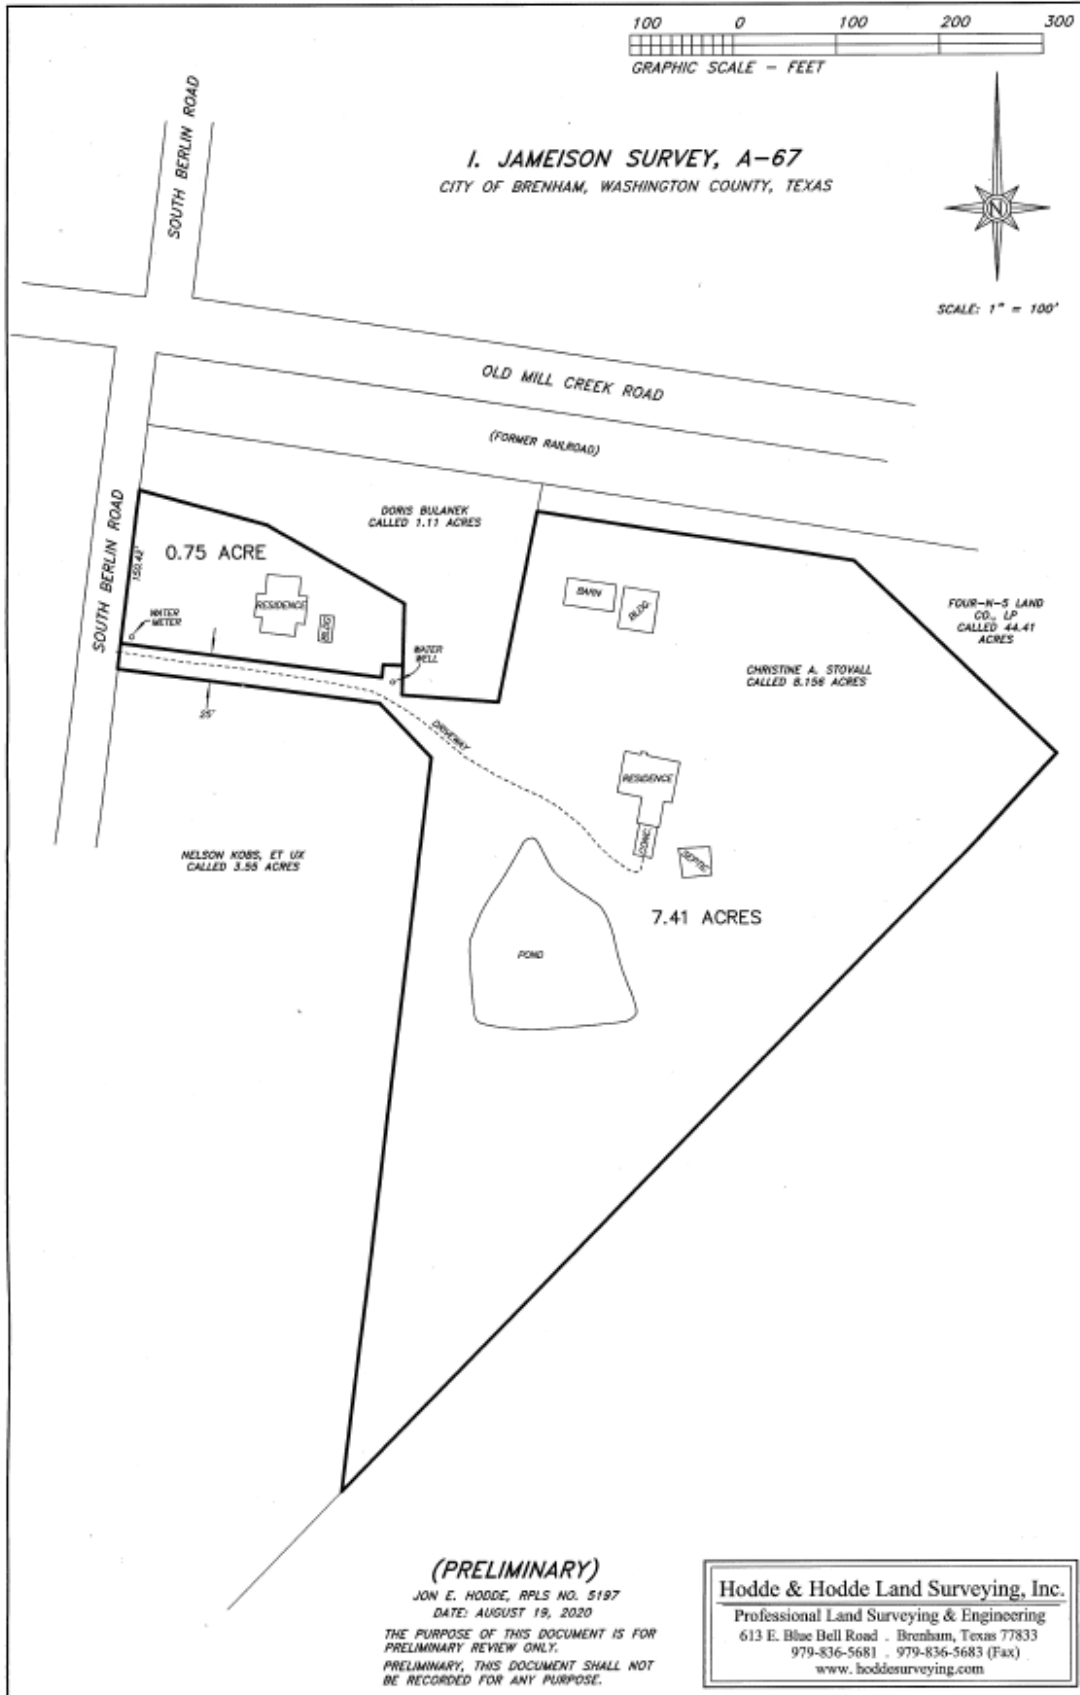 100 0 100 200 300
GRAPHIC SCALE - FEET
SOUTH BERLIN ROAD
I. JAMEISON SURVEY, A-67
CITY OF BRENHAM, WASHINGTON COUNTY, TEXAS
N
SCALE: 1" = 100'
OLD MILL CREEK ROAD
(FORMER RAILROAD)
DORIS BULANEK
CALLED 1.11 ACRES
SOUTH BERLIN ROAD
150.42'
0.75 ACRE
RESIDENCE
BLDG
WATER
METER
WATER
WELL
25'
BARN
BLDG
FOUR-N-S LAND
CO., LP
CALLED 44.41
ACRES
CHRISTINE A. STOVALL
CALLED 8.156 ACRES
DRIVEWAY
RESIDENCE
CONC.
SEPTIC
NELSON KOBS, ET UX
CALLED 3.55 ACRES
7.41 ACRES
POND
(PRELIMINARY)
JON E. HODDE, RPLS NO. 5197
DATE: AUGUST 19, 2020
THE PURPOSE OF THIS DOCUMENT IS FOR
PRELIMINARY REVIEW ONLY.
PRELIMINARY, THIS DOCUMENT SHALL NOT
BE RECORDED FOR ANY PURPOSE.
Hodde & Hodde Land Surveying, Inc.
Professional Land Surveying & Engineering
613 E. Blue Bell Road . Brenham, Texas 77833
979-836-5681 . 979-836-5683 (Fax)
www. hoddesurveying.com